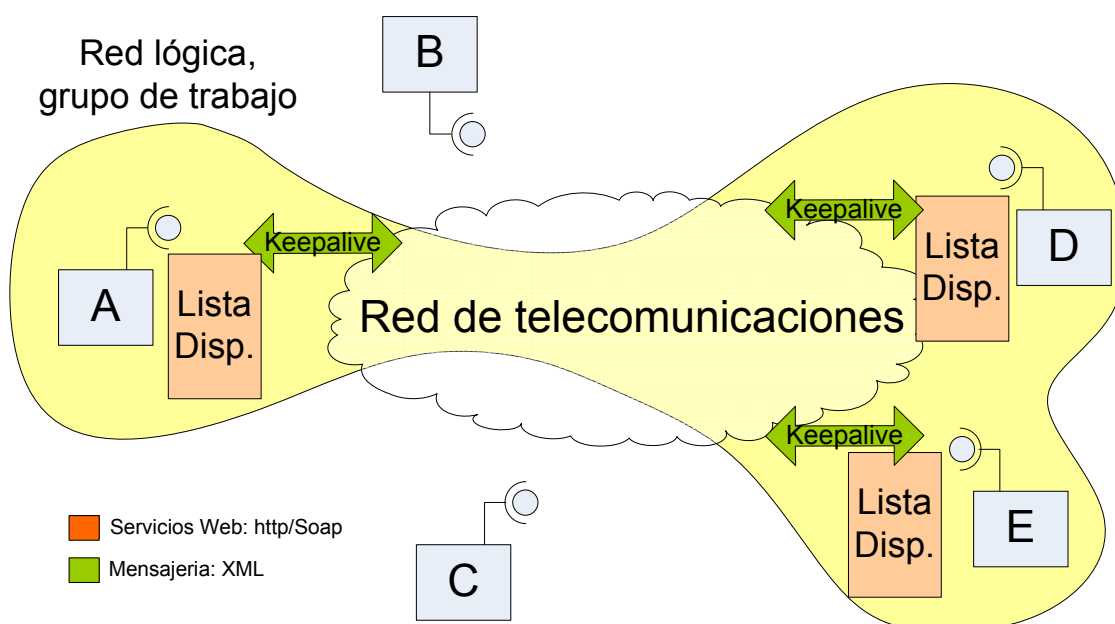 Red lógica,
grupo de trabajo
B
Keepalive
A
Lista
Disp.
Red de telecomunicaciones
Keepalive
Lista
Disp.
D
Keepalive
Lista
Disp.
E
C
Servicios Web: http/Soap
Mensajeria: XML